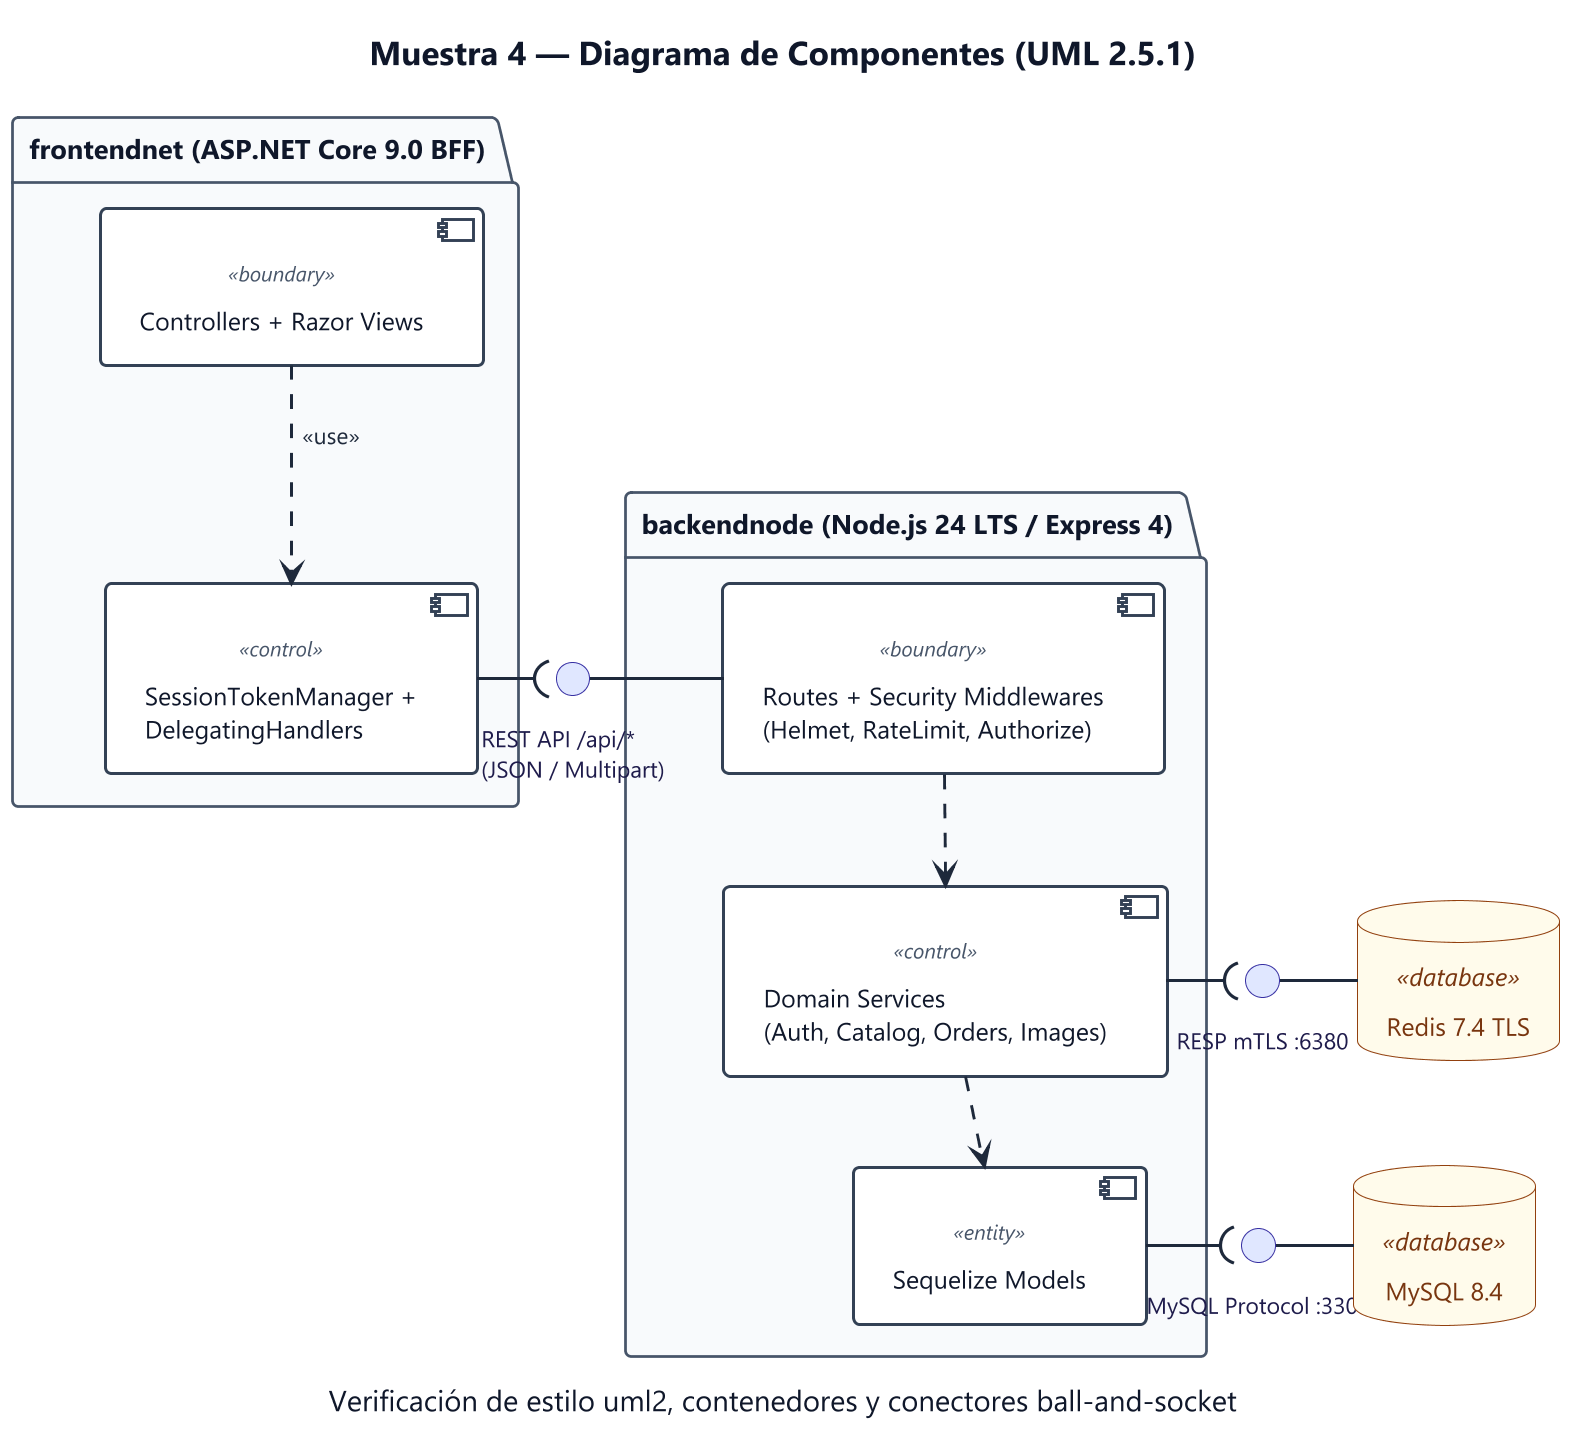 Muestra 4 — Diagrama de Componentes (UML 2.5.1)
frontendnet (ASP.NET Core 9.0 BFF)
«boundary»
Controllers + Razor Views
«use»
«control»
SessionTokenManager +
DelegatingHandlers
REST API /api/*
(JSON / Multipart)
backendnode (Node.js 24 LTS / Express 4)
«boundary»
Routes + Security Middlewares
(Helmet, RateLimit, Authorize)
«control»
Domain Services
(Auth, Catalog, Orders, Images)
RESP mTLS :6380
«database»
Redis 7.4 TLS
«entity»
Sequelize Models
MySQL Protocol :330
«database»
MySQL 8.4
Verificación de estilo uml2, contenedores y conectores ball-and-socket